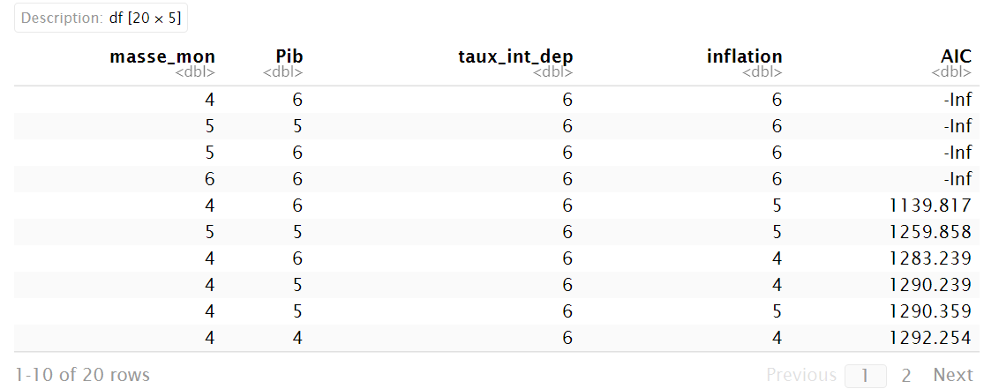 Description: df [20 × 5]
masse_mon Pib taux_int_dep inflation AIC
<dbl> <dbl> <dbl> <dbl> <dbl>
4 6 6 6 -Inf
5 5 6 6 -Inf
5 6 6 6 -Inf
6 6 6 6 -Inf
4 6 6 5 1139.817
5 5 6 5 1259.858
4 6 6 4 1283.239
4 5 6 4 1290.239
4 5 6 5 1290.359
4 4 6 4 1292.254
1-10 of 20 rows Previous 1 2 Next